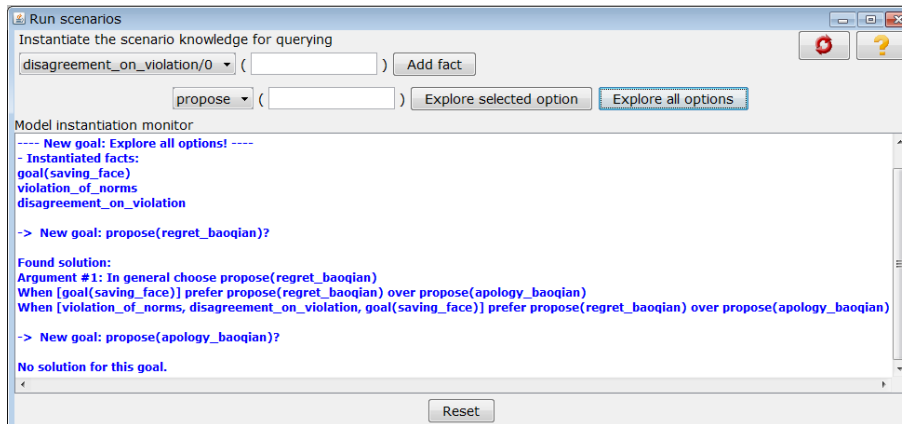 Run scenarios
Instantiate the scenario knowledge for querying
disagreement_on_violation/0 ( ) Add fact
propose ( ) Explore selected option Explore all options
?
Model instantiation monitor
---- New goal: Explore all options! ----
- Instantiated facts:
goal(saving_face)
violation_of_norms
disagreement_on_violation
-> New goal: propose(regret_baoqian)?
Found solution:
Argument #1: In general choose propose(regret_baoqian)
When [goal(saving_face)] prefer propose(regret_baoqian) over propose(apology_baoqian)
When [violation_of_norms, disagreement_on_violation, goal(saving_face)] prefer propose(regret_baoqian) over propose(apology_baoqian)
-> New goal: propose(apology_baoqian)?
No solution for this goal.
Reset